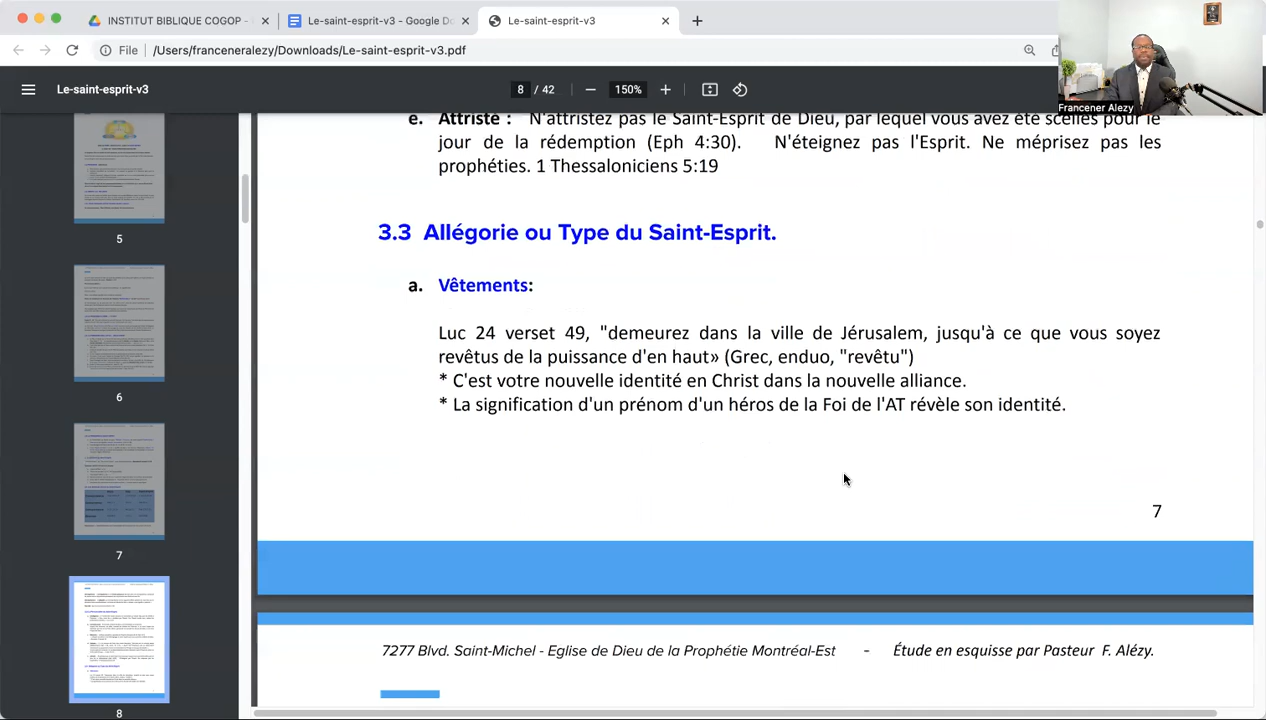 INSTITUT BIBLIQUE COGOP -
Le-saint-esprit-v3 - Google Do
Le-saint-esprit-v3
File
/Users/franceneralezy/Downloads/Le-saint-esprit-v3.pdf
Le-saint-esprit-v3
8 / 42
150%
Francener Alezy
e. Attriste : N'attristez pas le Saint-Esprit de Dieu, par lequel vous avez été scellés pour le
jour de la rédemption (Eph 4:30). N'éteignez pas l'Esprit. Ne méprisez pas les
prophéties. 1 Thessaloniciens 5:19
3.3 Allégorie ou Type du Saint-Esprit.
a. Vêtements:
Luc 24 verset 49, "demeurez dans la ville de Jérusalem, jusqu'à ce que vous soyez
revêtus de la puissance d'en haut» (Grec, enduo, "revêtu")
* C'est votre nouvelle identité en Christ dans la nouvelle alliance.
* La signification d'un prénom d'un héros de la Foi de l'AT révèle son identité.
7
7277 Blvd. Saint-Michel - Eglise de Dieu de la Prophétie Montréal-Est - Étude en esquisse par Pasteur F. Alézy.
5
6
7
8